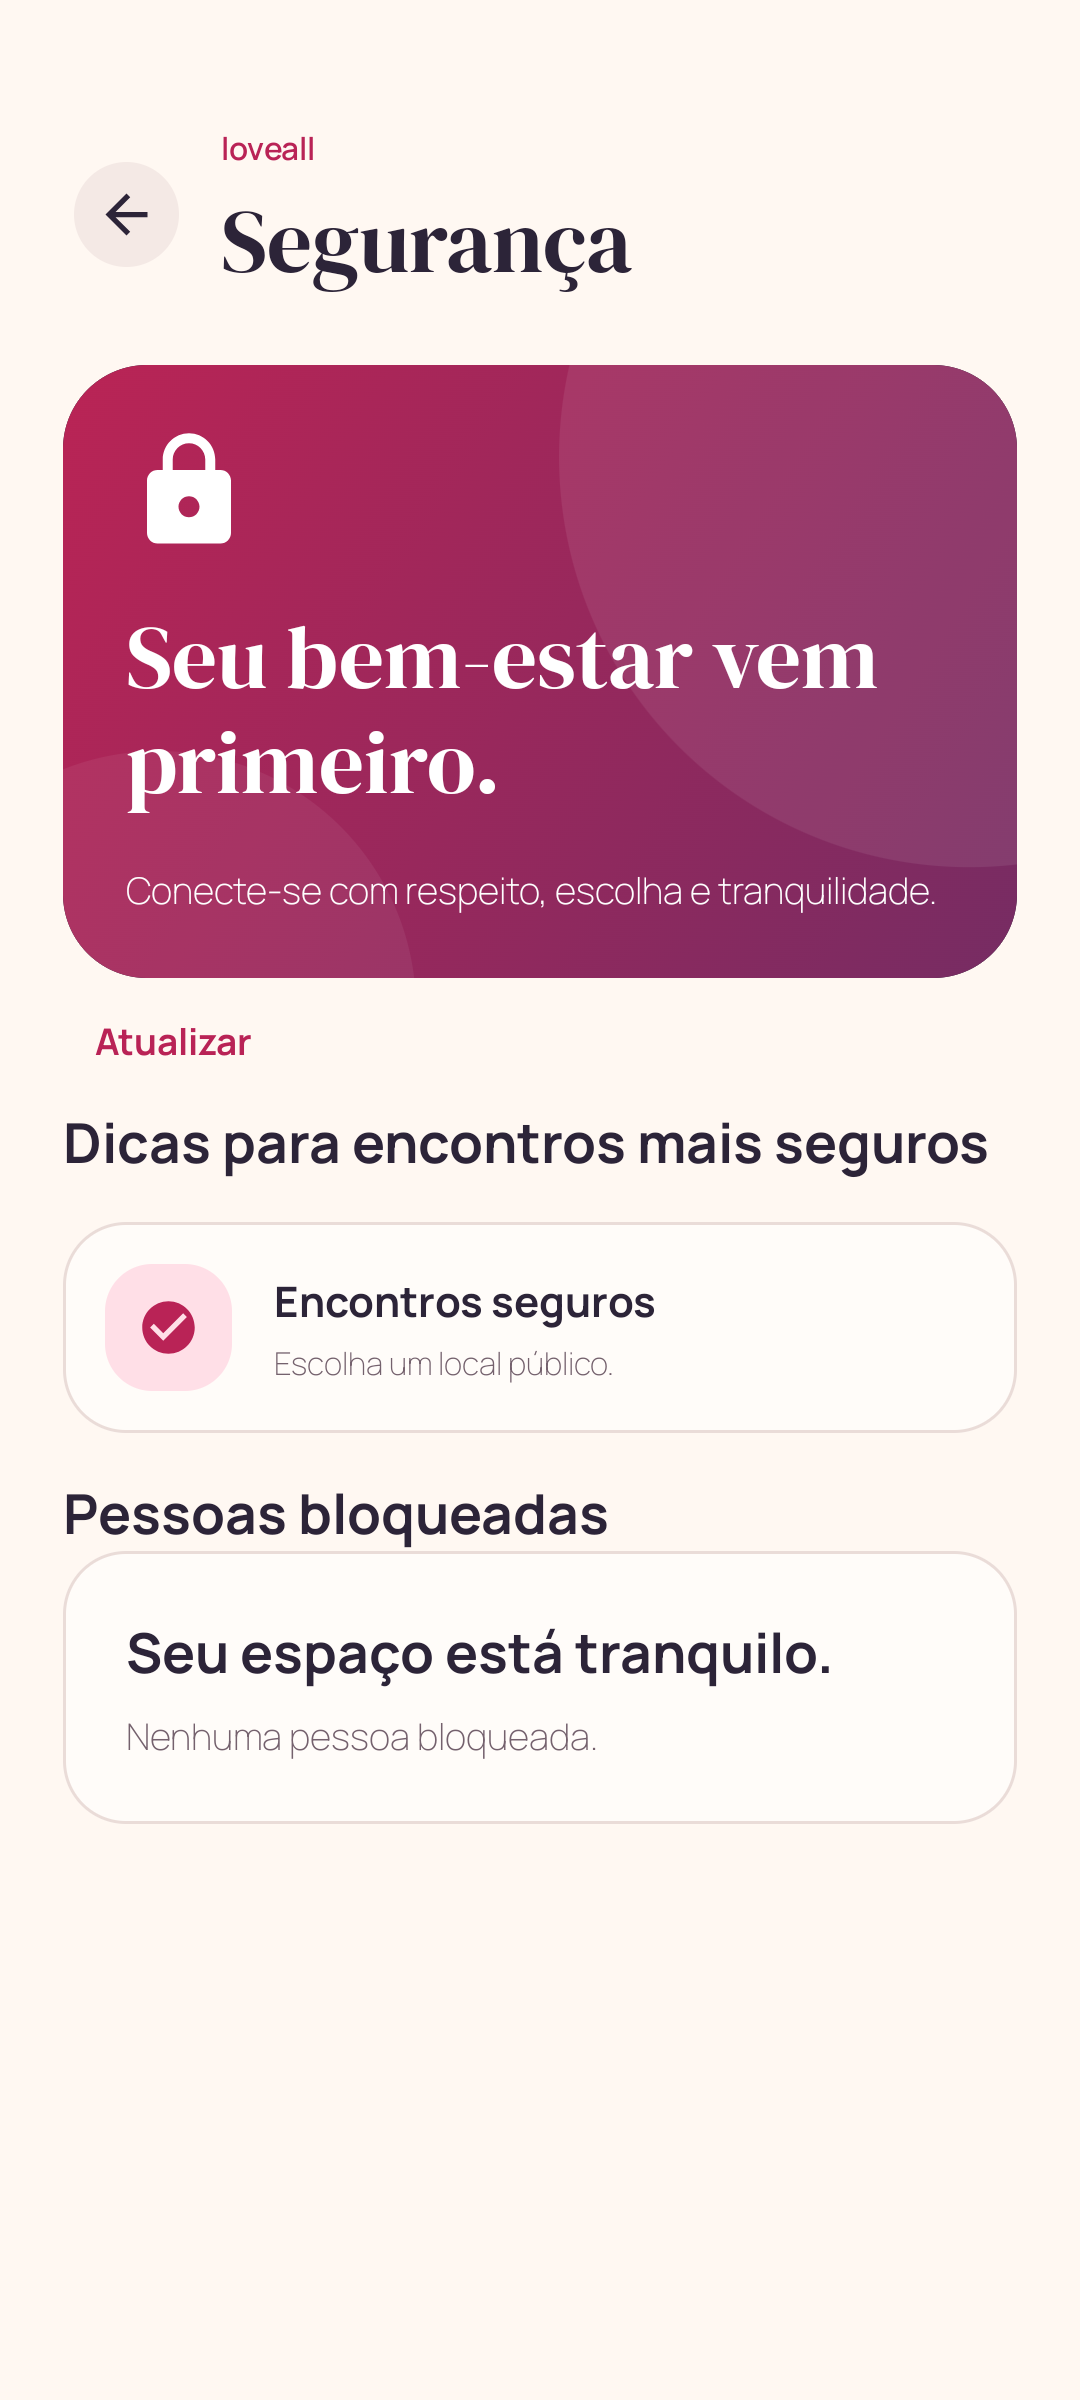 loveall
Segurança
Seu bem-estar vem
primeiro.
Conecte-se com respeito, escolha e tranquilidade.
Atualizar
Dicas para encontros mais seguros
Encontros seguros
Escolha um local público.
Pessoas bloqueadas
Seu espaço está tranquilo.
Nenhuma pessoa bloqueada.